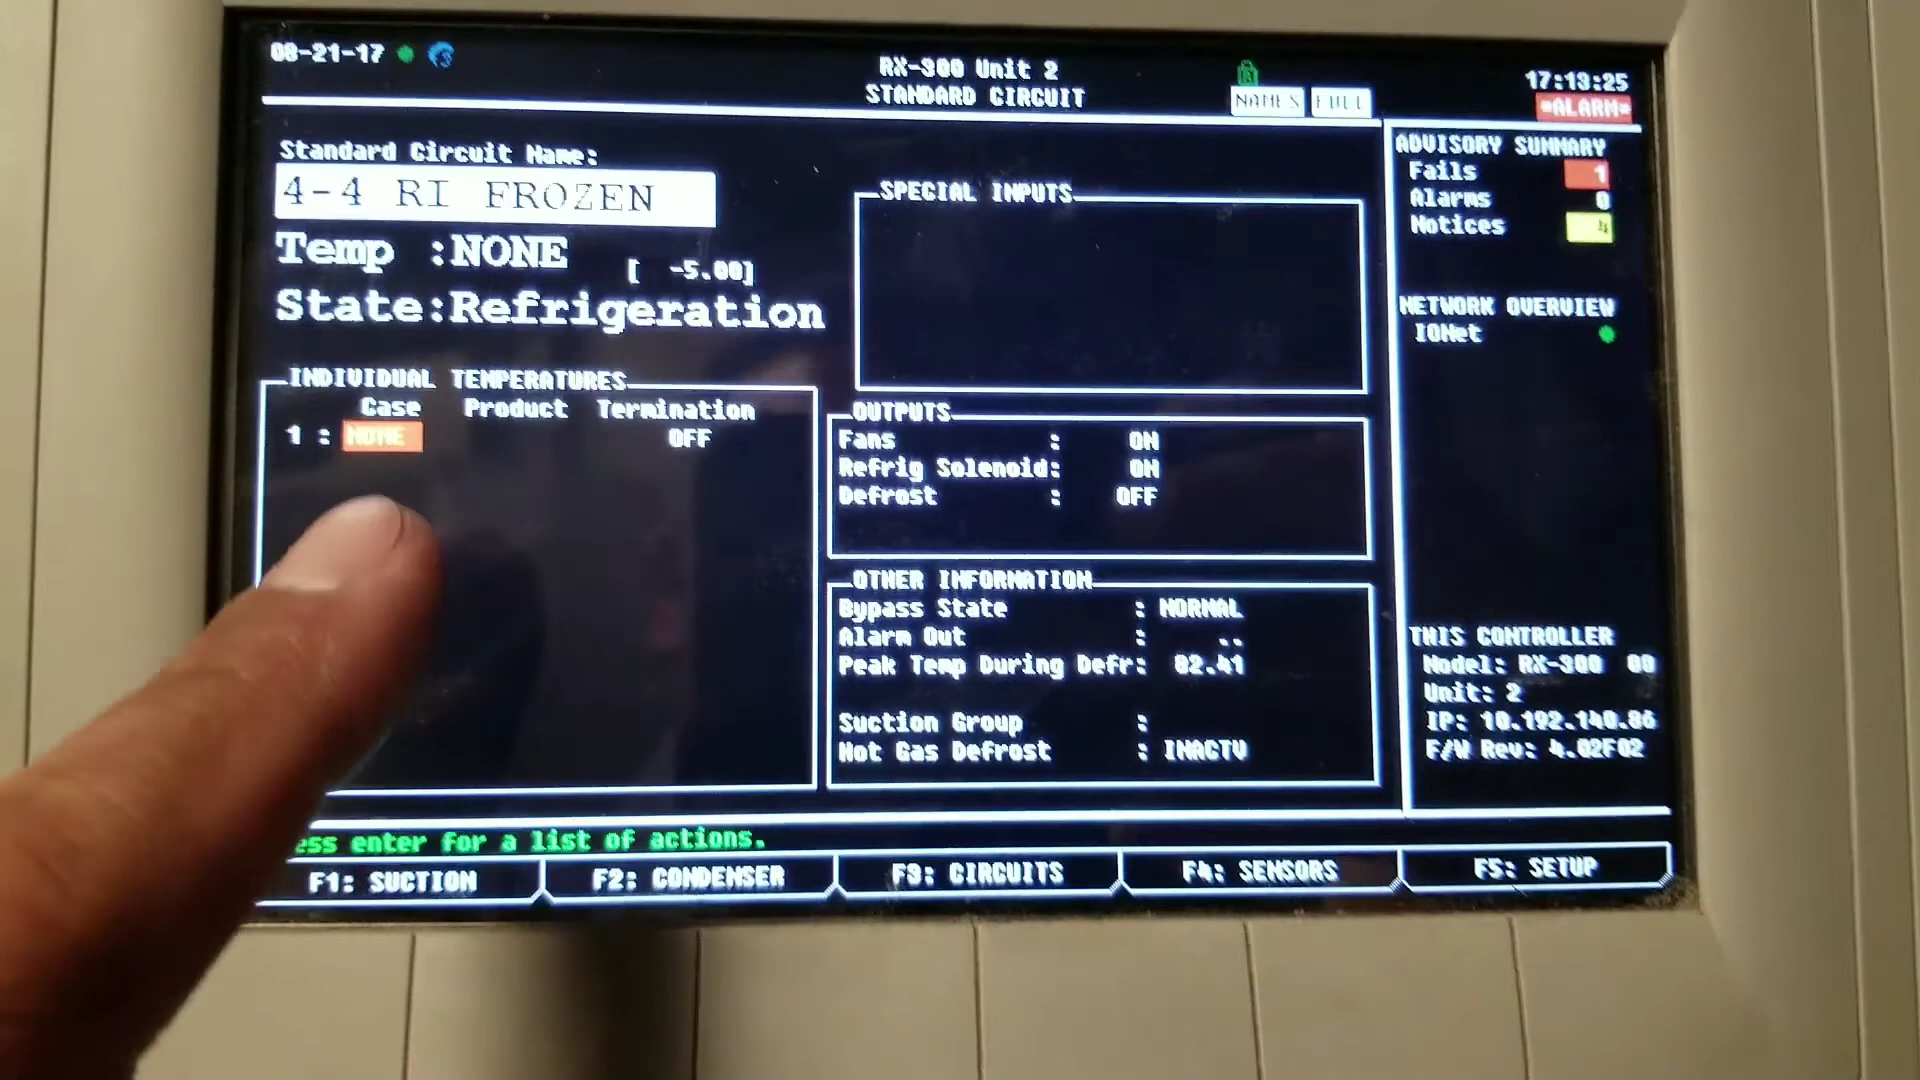 08-21-17
RX-300 Unit 2
STANDARD CIRCUIT
NAMES FULL
17:13:25
*ALARM*
Standard Circuit Name:
4-4 RI FROZEN
Temp :NONE [ -5.00]
State:Refrigeration
INDIVIDUAL TEMPERATURES
Case Product Termination
1 : NONE OFF
SPECIAL INPUTS
OUTPUTS
Fans : ON
Refrig Solenoid: ON
Defrost : OFF
OTHER INFORMATION
Bypass State : NORMAL
Alarm Out : ..
Peak Temp During Defr: 82.41
Suction Group :
Hot Gas Defrost : INACTV
ADVISORY SUMMARY
Fails 1
Alarms 0
Notices 4
NETWORK OVERVIEW
IONet
THIS CONTROLLER
Model: RX-300 00
Unit: 2
IP: 10.192.140.86
F/W Rev: 4.02F02
ess enter for a list of actions.
F1: SUCTION F2: CONDENSER F3: CIRCUITS F4: SENSORS F5: SETUP